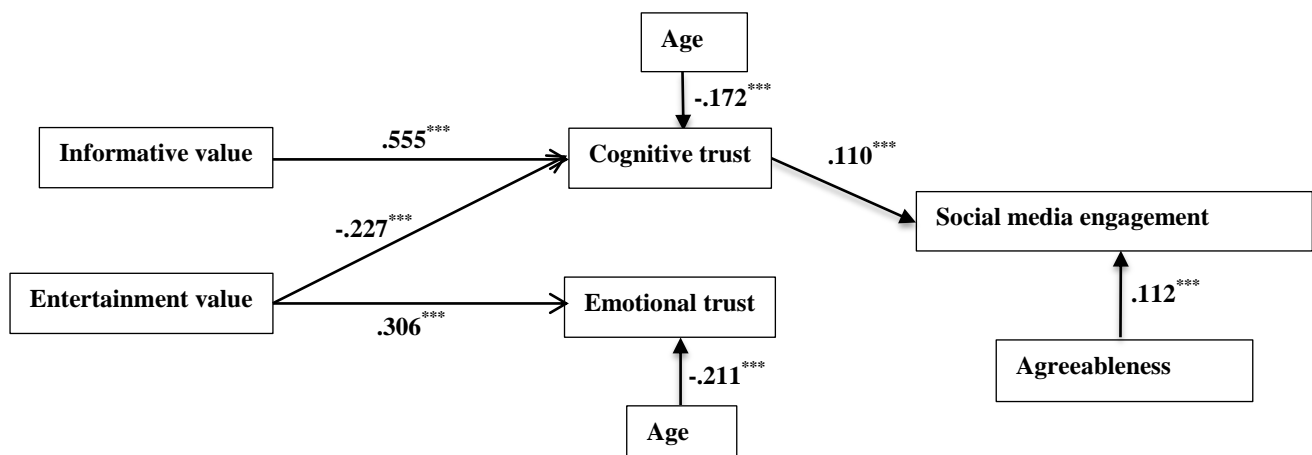 Age
-.172***
Informative value
.555***
Cognitive trust
.110***
Social media engagement
-.227***
Entertainment value
.306***
Emotional trust
.112***
Agreeableness
-.211***
Age